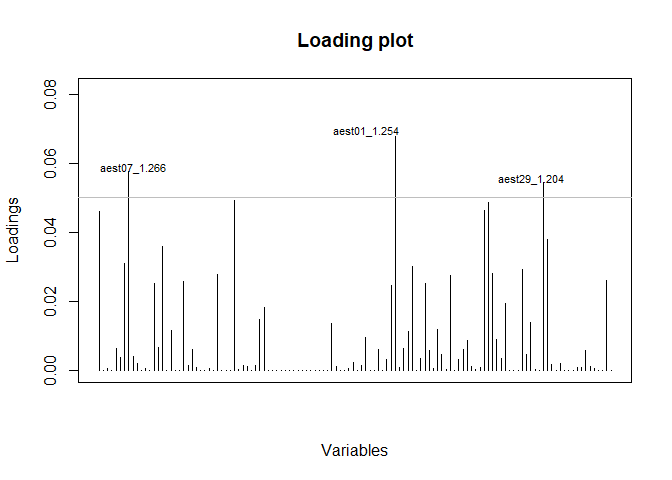 Loading plot
Loadings
0.00
0.02
0.04
0.06
0.08
aest07_1.266
aest01_1.254
aest29_1.204
Variables